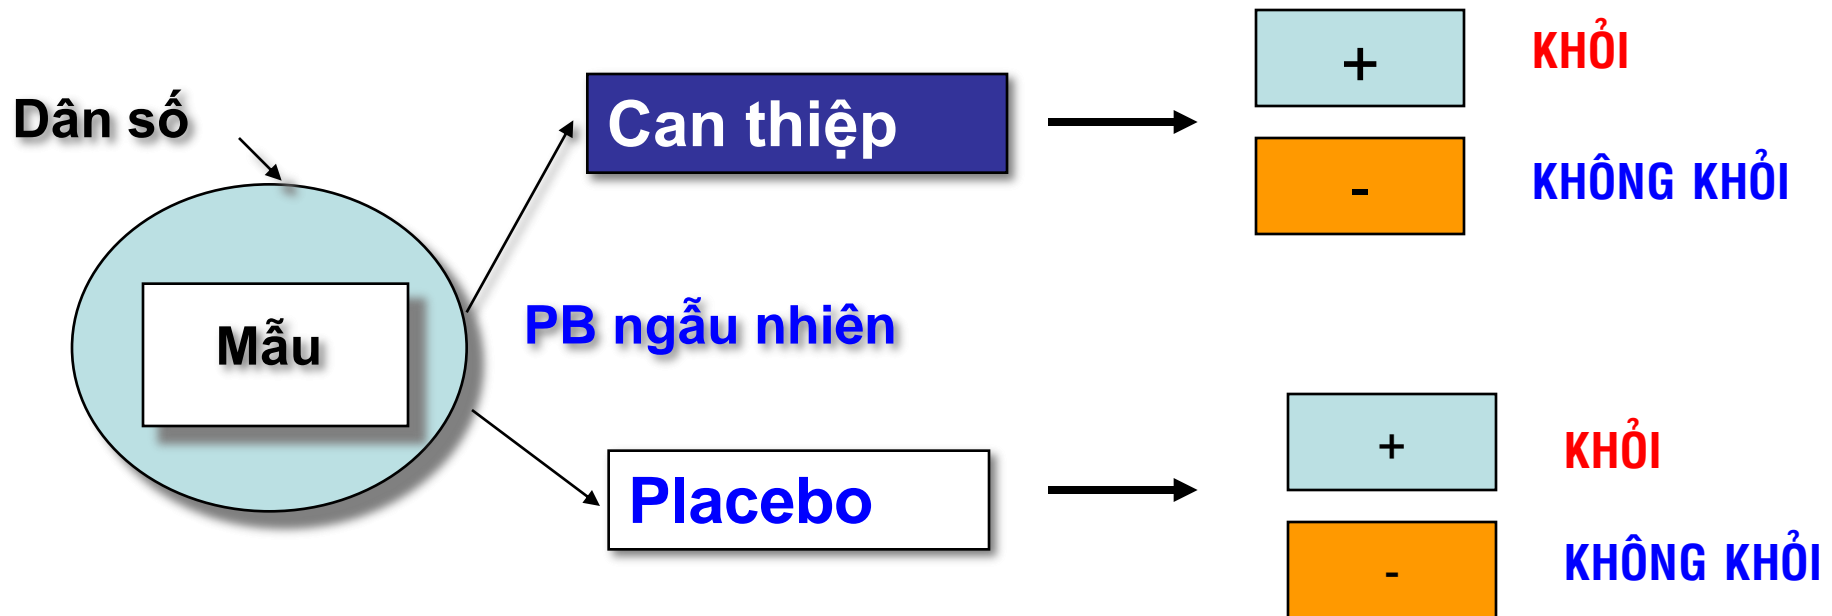 Dân số
Mẫu
PB ngẫu nhiên
Can thiệp
+
KHỎI
-
KHÔNG KHỎI
Placebo
+
KHỎI
-
KHÔNG KHỎI